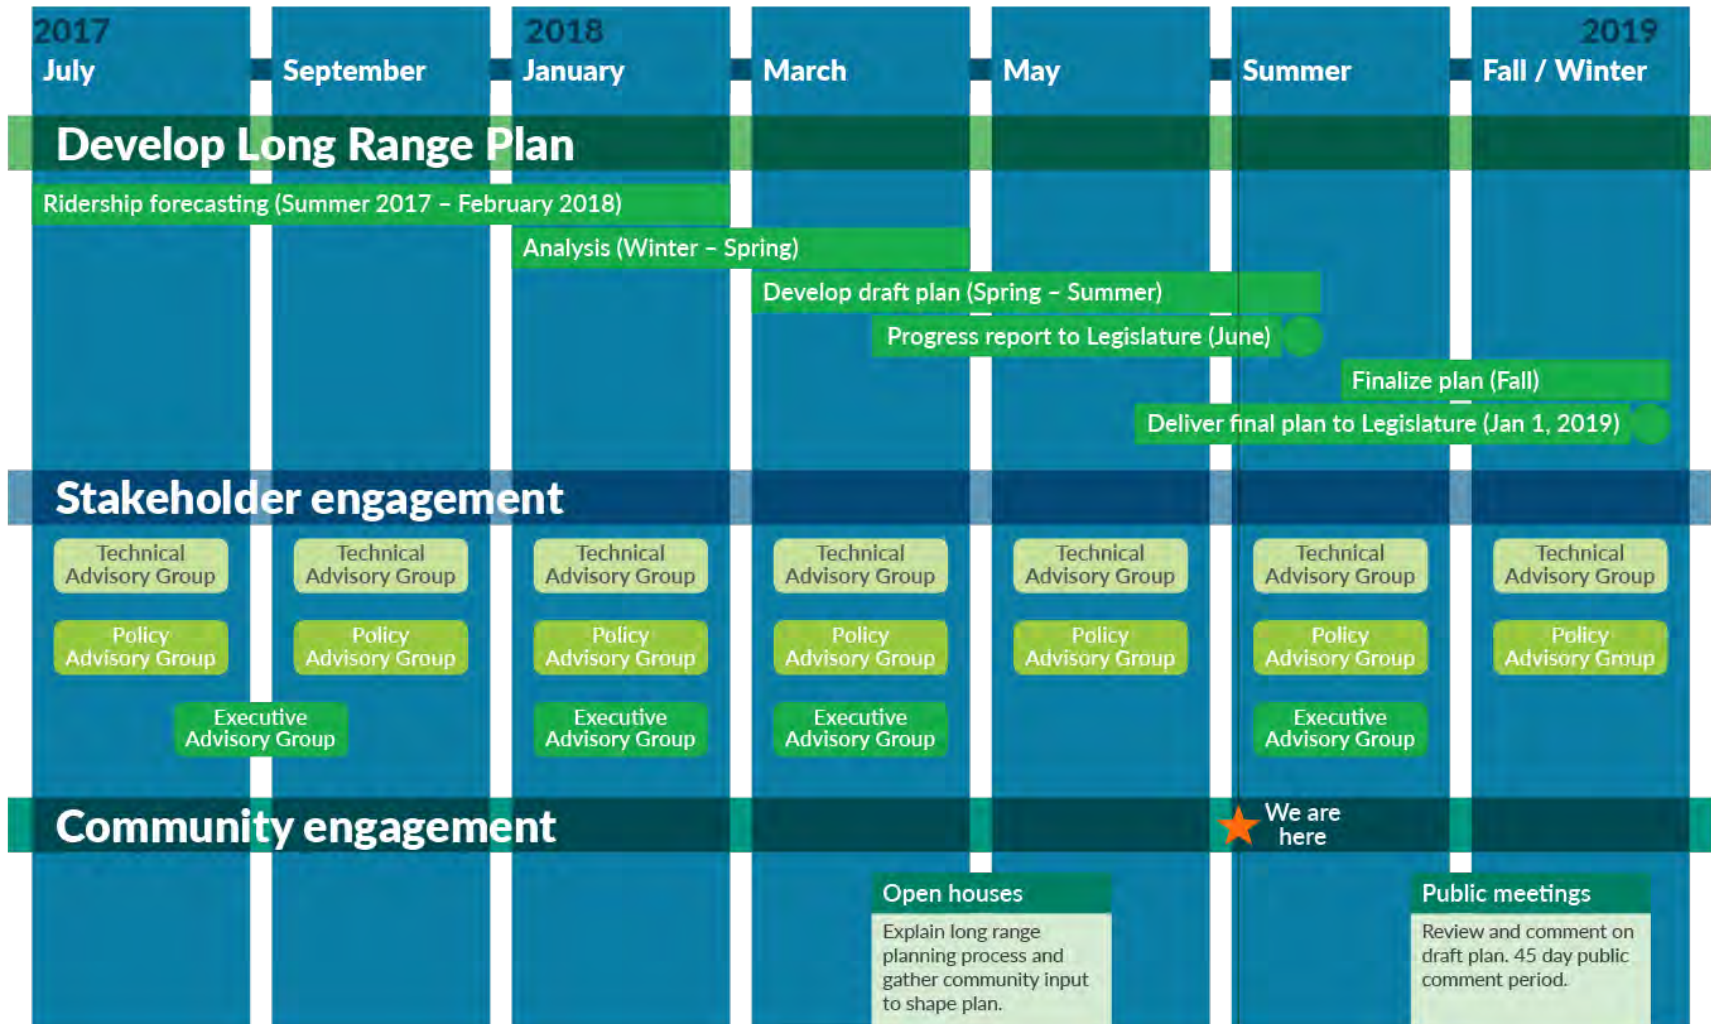 2017
2018
2019
July
September
January
March
May
Summer
Fall / Winter
Develop Long Range Plan
Ridership forecasting (Summer 2017 – February 2018)
Analysis (Winter – Spring)
Develop draft plan (Spring – Summer)
Progress report to Legislature (June)
Finalize plan (Fall)
Deliver final plan to Legislature (Jan 1, 2019)
Stakeholder engagement
Technical
Advisory Group
Technical
Advisory Group
Technical
Advisory Group
Technical
Advisory Group
Technical
Advisory Group
Technical
Advisory Group
Technical
Advisory Group
Policy
Advisory Group
Policy
Advisory Group
Policy
Advisory Group
Policy
Advisory Group
Policy
Advisory Group
Policy
Advisory Group
Policy
Advisory Group
Executive
Advisory Group
Executive
Advisory Group
Executive
Advisory Group
Executive
Advisory Group
Community engagement
We are
here
Open houses
Explain long range
planning process and
gather community input
to shape plan.
Public meetings
Review and comment on
draft plan. 45 day public
comment period.